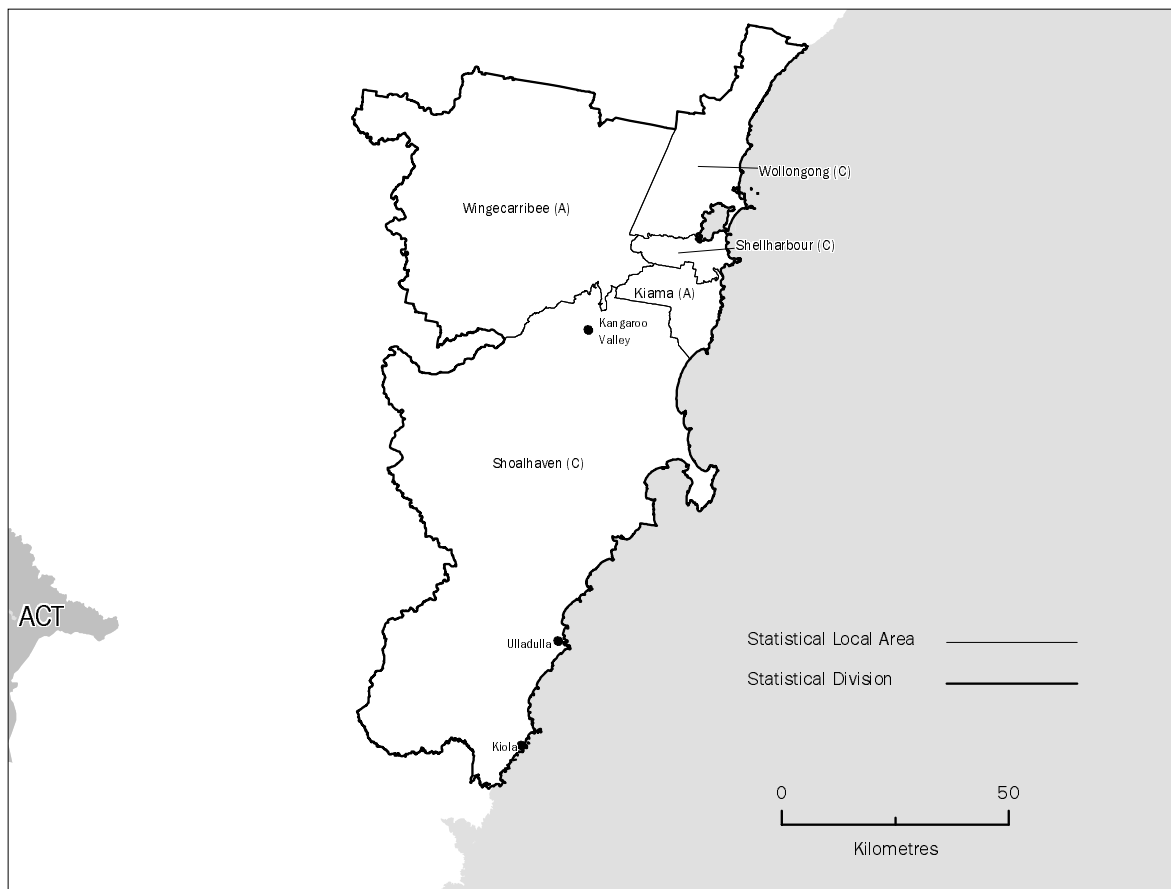 Wollongong (C)
Wingecarribee (A)
Shellharbour (C)
Kiama (A)
Kangaroo
Valley
Shoalhaven (C)
ACT
Ulladulla
Statistical Local Area
Statistical Division
Kiola
0 50
Kilometres